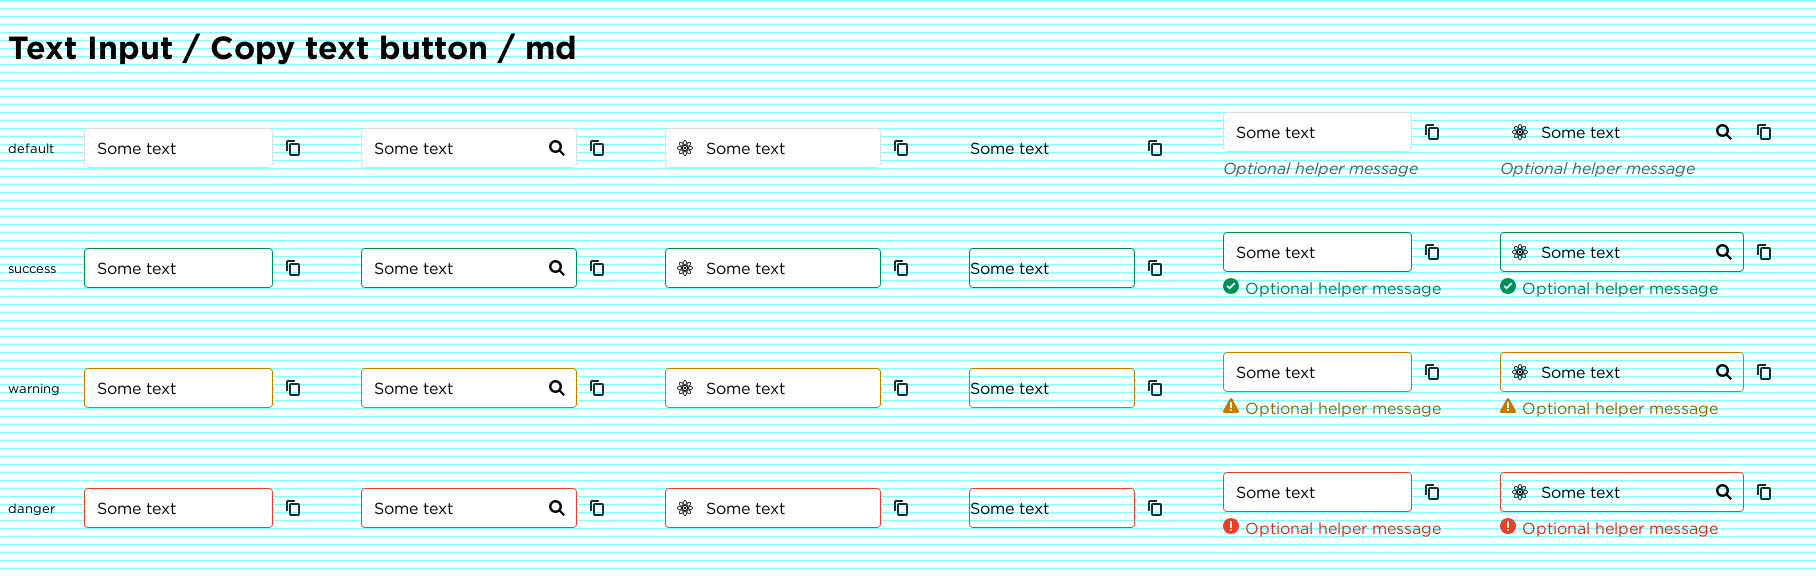 Text Input / Copy text button / md
default Some text Some text Some text Some text Some text Some text
Optional helper message Optional helper message
success Some text Some text Some text Some text Some text Some text
Optional helper message Optional helper message
warning Some text Some text Some text Some text Some text Some text
Optional helper message Optional helper message
danger Some text Some text Some text Some text Some text Some text
Optional helper message Optional helper message